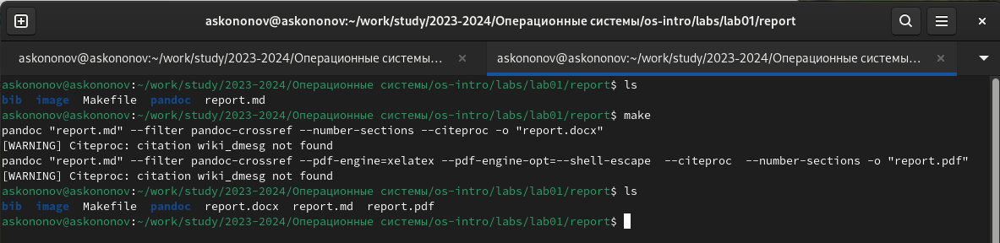 askononov@askononov:~/work/study/2023-2024/Операционные системы/os-intro/labs/lab01/report
askononov@askononov:~/work/study/2023-2024/Операционные системы/... × askononov@askononov:~/work/study/2023-2024/Операционные системы/... ×
askononov@askononov:~/work/study/2023-2024/Операционные системы/os-intro/labs/lab01/report$ ls
bib  image  Makefile  pandoc  report.md
askononov@askononov:~/work/study/2023-2024/Операционные системы/os-intro/labs/lab01/report$ make
pandoc "report.md" --filter pandoc-crossref --number-sections --citeproc -o "report.docx"
[WARNING] Citeproc: citation wiki_dmesg not found
pandoc "report.md" --filter pandoc-crossref --pdf-engine=xelatex --pdf-engine-opt=--shell-escape  --citeproc  --number-sections -o "report.pdf"
[WARNING] Citeproc: citation wiki_dmesg not found
askononov@askononov:~/work/study/2023-2024/Операционные системы/os-intro/labs/lab01/report$ ls
bib  image  Makefile  pandoc  report.docx  report.md  report.pdf
askononov@askononov:~/work/study/2023-2024/Операционные системы/os-intro/labs/lab01/report$